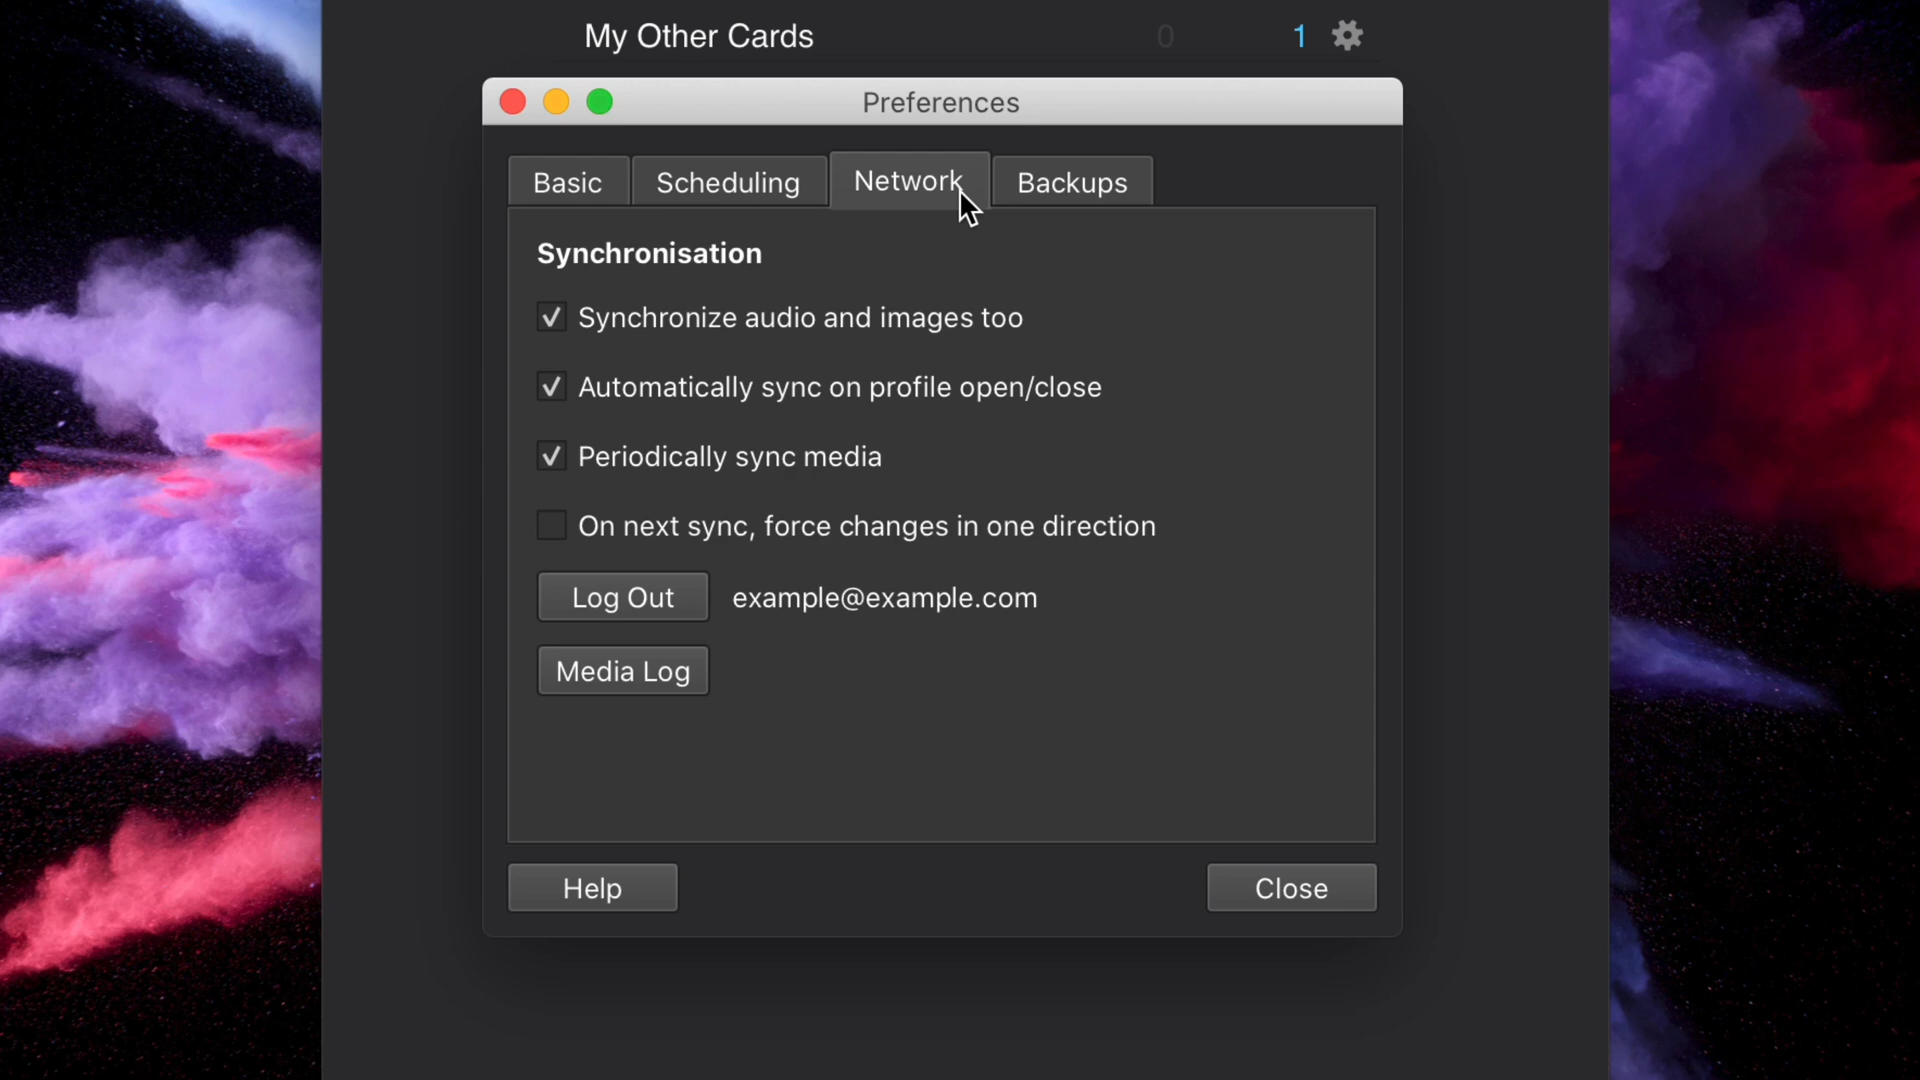 My Other Cards 0 1
Preferences
Basic Scheduling Network Backups
Synchronisation
Synchronize audio and images too
Automatically sync on profile open/close
Periodically sync media
On next sync, force changes in one direction
Log Out example@example.com
Media Log
Help Close